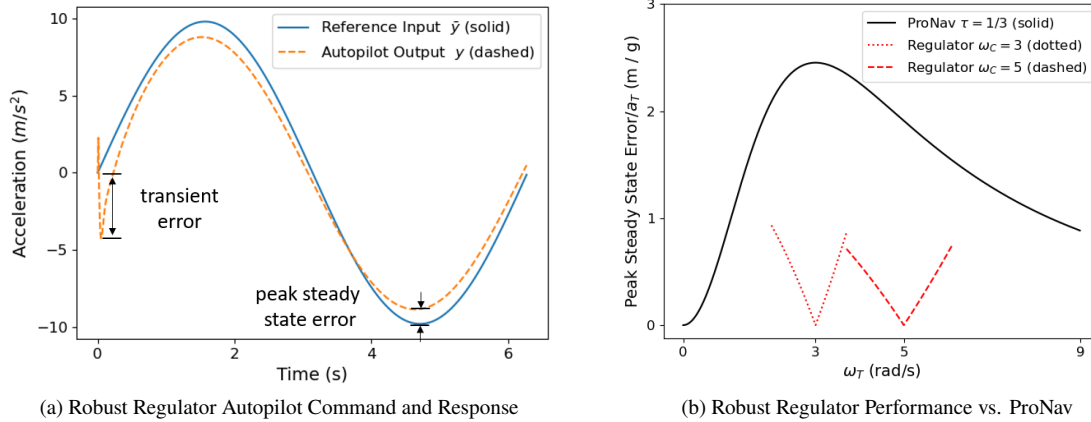 Reference Input ȳ (solid)
Autopilot Output y (dashed)
10
5
0
−5
−10
Acceleration (m/s²)
transient
error
peak steady
state error
0
2
4
6
Time (s)
(a) Robust Regulator Autopilot Command and Response
ProNav τ = 1/3 (solid)
Regulator ω_C = 3 (dotted)
Regulator ω_C = 5 (dashed)
3
2
1
0
Peak Steady State Error/a_T (m / g)
0
3
5
9
ω_T (rad/s)
(b) Robust Regulator Performance vs. ProNav